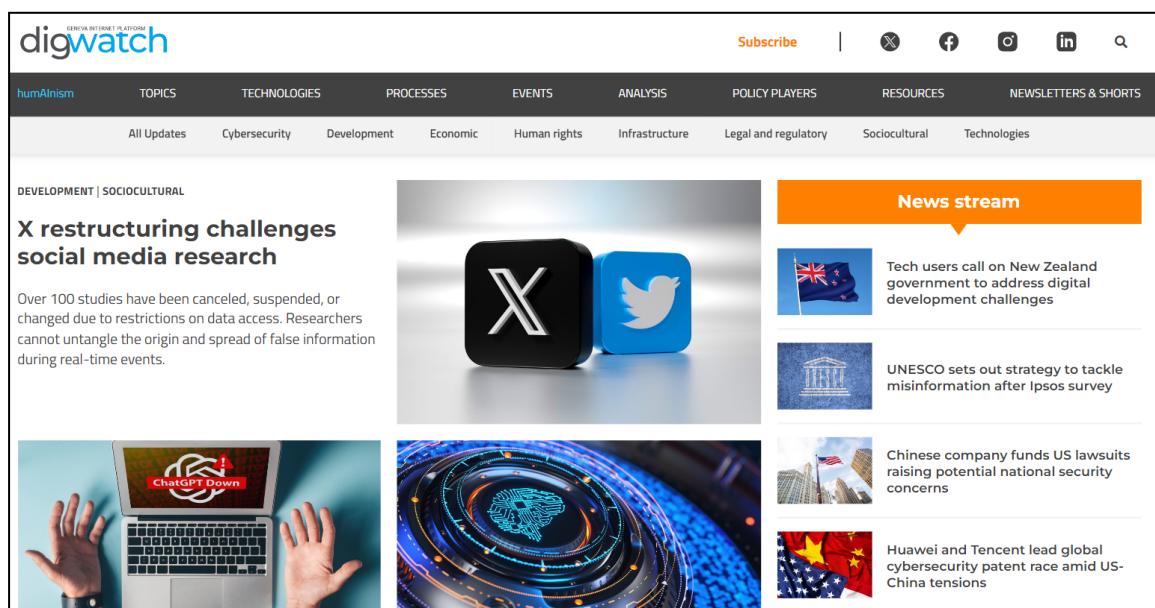 GENEVA INTERNET PLATFORM
digwatch
Subscribe
humAInism TOPICS TECHNOLOGIES PROCESSES EVENTS ANALYSIS POLICY PLAYERS RESOURCES NEWSLETTERS & SHORTS
All Updates Cybersecurity Development Economic Human rights Infrastructure Legal and regulatory Sociocultural Technologies
DEVELOPMENT | SOCIOCULTURAL
X restructuring challenges
social media research
Over 100 studies have been canceled, suspended, or
changed due to restrictions on data access. Researchers
cannot untangle the origin and spread of false information
during real-time events.
ChatGPT Down
News stream
Tech users call on New Zealand
government to address digital
development challenges
UNESCO sets out strategy to tackle
misinformation after Ipsos survey
Chinese company funds US lawsuits
raising potential national security
concerns
Huawei and Tencent lead global
cybersecurity patent race amid US-
China tensions